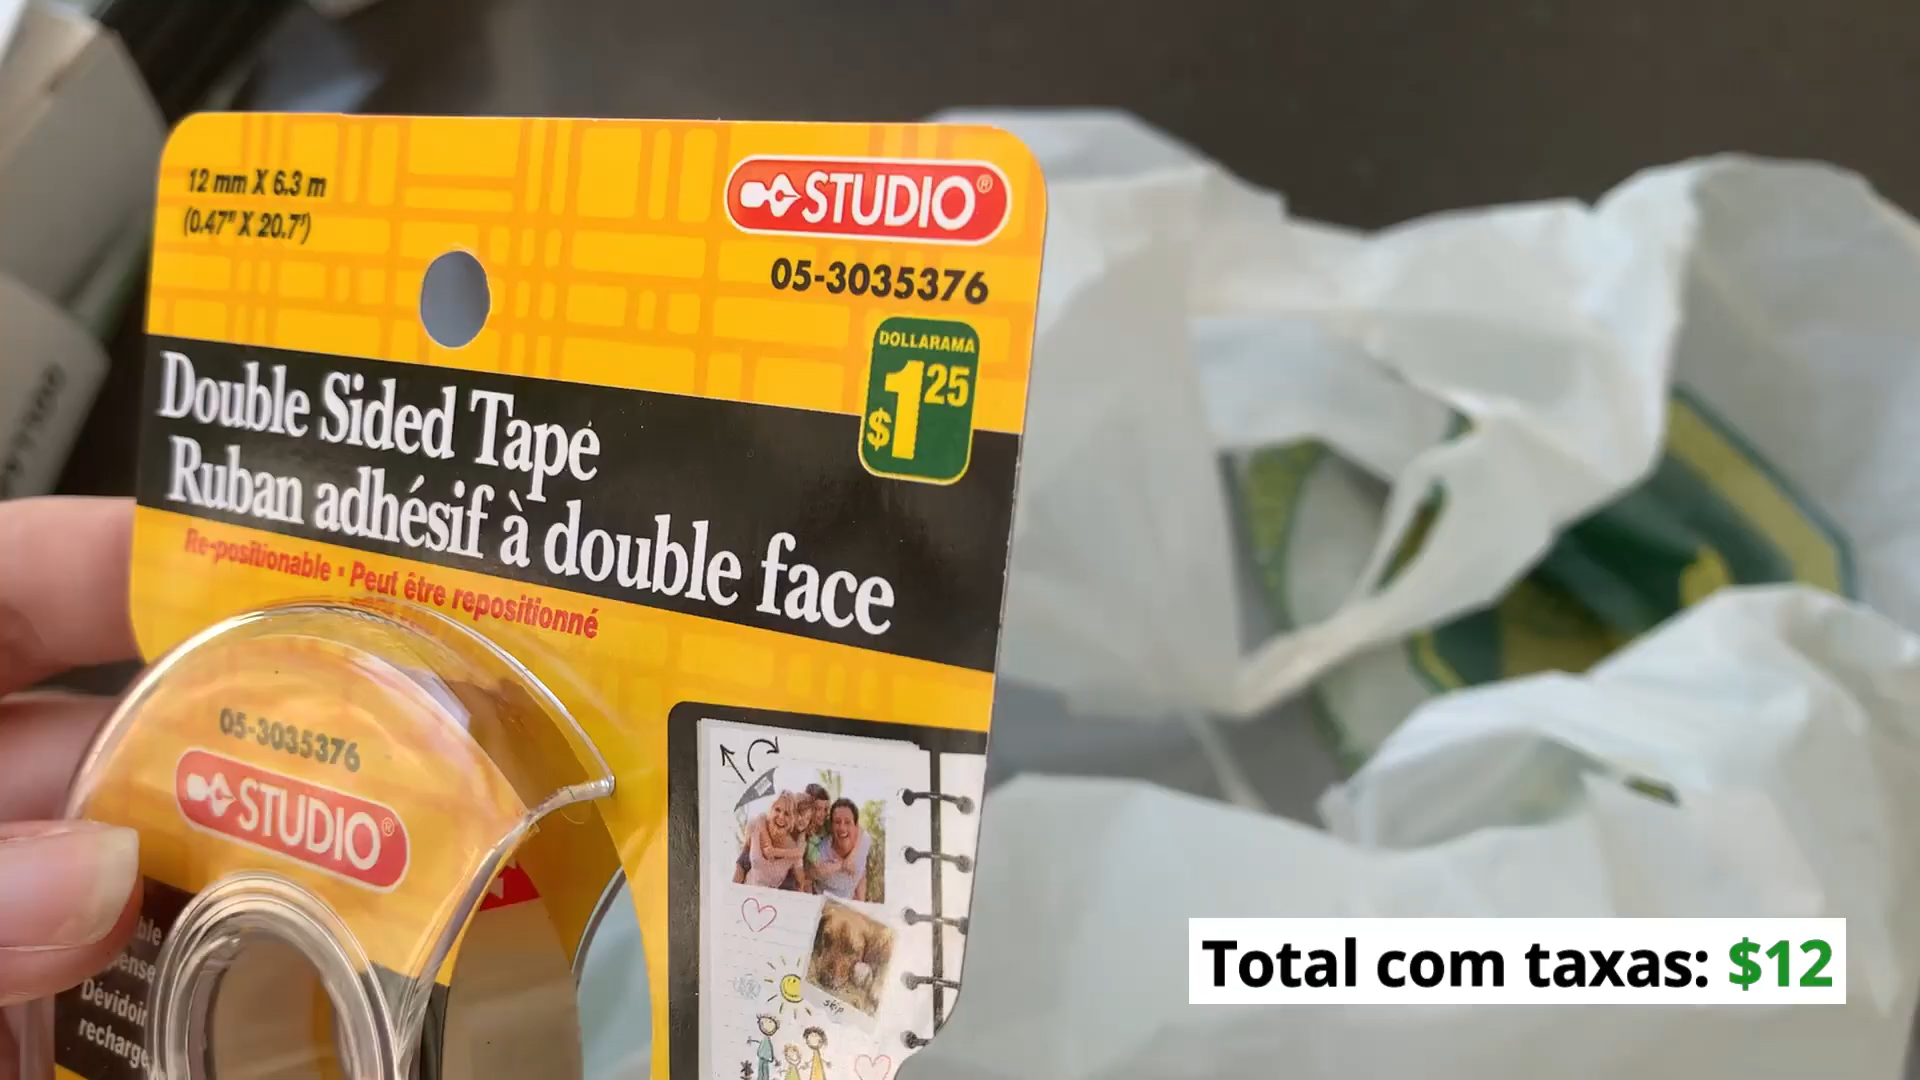 12 mm X 6.3 m
(0.47" X 20.7')
STUDIO®
05-3035376
DOLLARAMA
$1 25
Double Sided Tape
Ruban adhésif à double face
Re-positionable • Peut être repositionné
05-3035376
STUDIO®
Dévidoir
skip
Total com taxas: $12